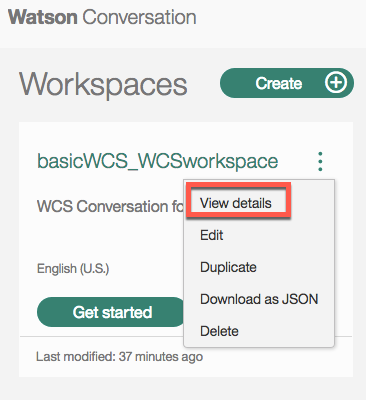 Watson Conversation
Workspaces
Create
basicWCS_WCSworkspace
WCS Conversation fo
View details
Edit
Duplicate
Download as JSON
Delete
English (U.S.)
Get started
Last modified: 37 minutes ago